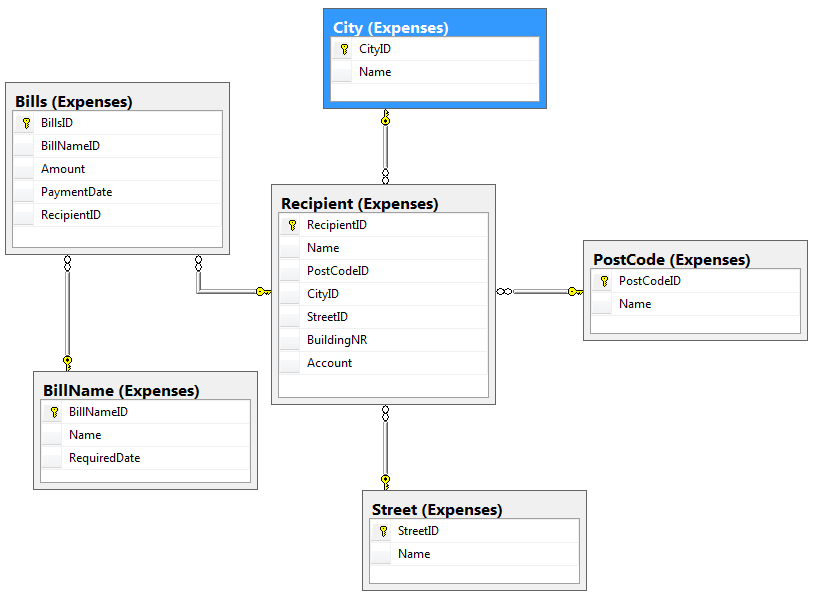 City (Expenses)
CityID
Name
Bills (Expenses)
BillsID
BillNameID
Amount
PaymentDate
RecipientID
Recipient (Expenses)
RecipientID
Name
PostCodeID
CityID
StreetID
BuildingNR
Account
PostCode (Expenses)
PostCodeID
Name
BillName (Expenses)
BillNameID
Name
RequiredDate
Street (Expenses)
StreetID
Name